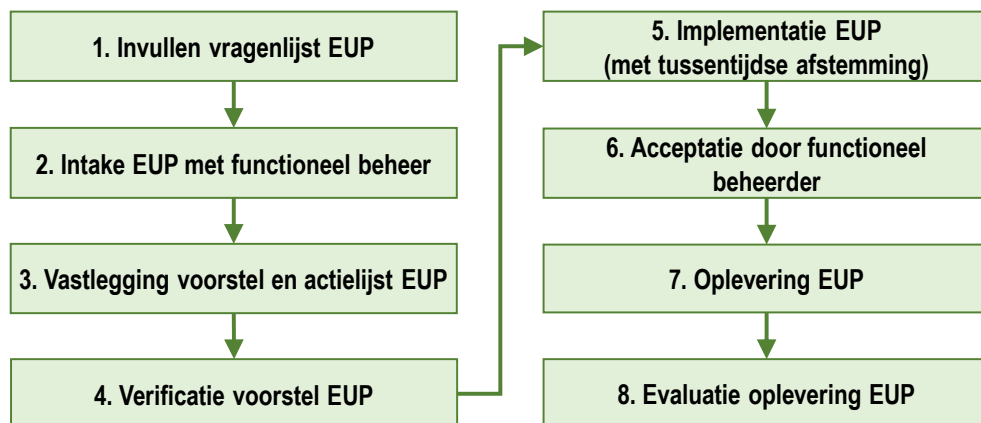 1. Invullen vragenlijst EUP
2. Intake EUP met functioneel beheer
3. Vastlegging voorstel en actielijst EUP
4. Verificatie voorstel EUP
5. Implementatie EUP
(met tussentijdse afstemming)
6. Acceptatie door functioneel
beheerder
7. Oplevering EUP
8. Evaluatie oplevering EUP